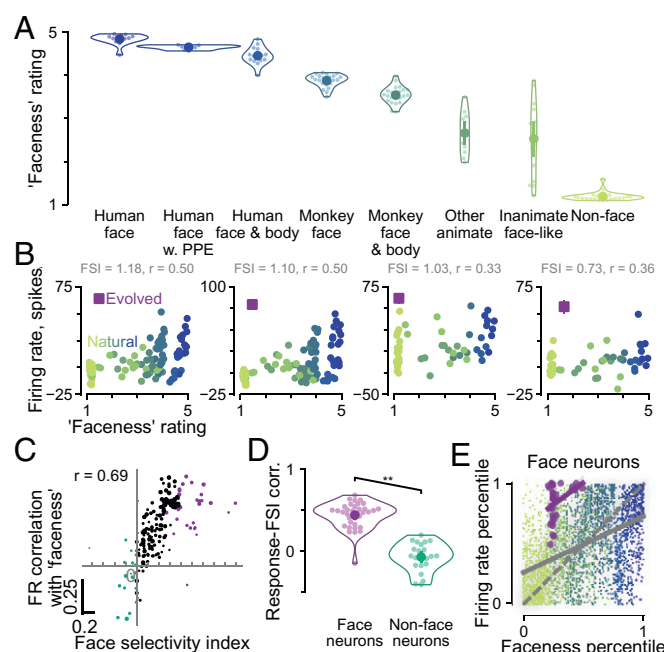 A
5
'Faceness' rating
1
Human face
Human face w. PPE
Human face & body
Monkey face
Monkey face & body
Other animate
Inanimate face-like
Non-face
B
FSI = 1.18, r = 0.50
FSI = 1.10, r = 0.50
FSI = 1.03, r = 0.33
FSI = 0.73, r = 0.36
Firing rate, spikes
75
−25
100
−25
75
−50
75
−25
Evolved
Natural
1 5
1 5
1 5
1 5
'Faceness' rating
C
r = 0.69
FR correlation
with 'faceness'
0
0.25
0.2
Face selectivity index
D
Response-FSI corr.
1
0
**
Face neurons
Non-face neurons
E
Face neurons
Firing rate percentile
1
0
0 1
Faceness percentile